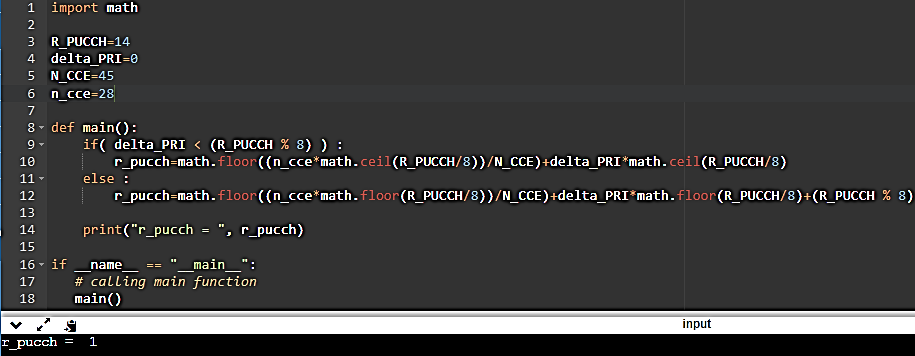 1 import math
2
3 R_PUCCH=14
4 delta_PRI=0
5 N_CCE=45
6 n_cce=28
7
8 def main():
9 if( delta_PRI < (R_PUCCH % 8) ) :
10 r_pucch=math.floor((n_cce*math.ceil(R_PUCCH/8))/N_CCE)+delta_PRI*math.ceil(R_PUCCH/8)
11 else :
12 r_pucch=math.floor((n_cce*math.floor(R_PUCCH/8))/N_CCE)+delta_PRI*math.floor(R_PUCCH/8)+(R_PUCCH % 8)
13
14 print("r_pucch = ", r_pucch)
15
16 if __name__ == "__main__":
17 # calling main function
18 main()
input
r_pucch =  1